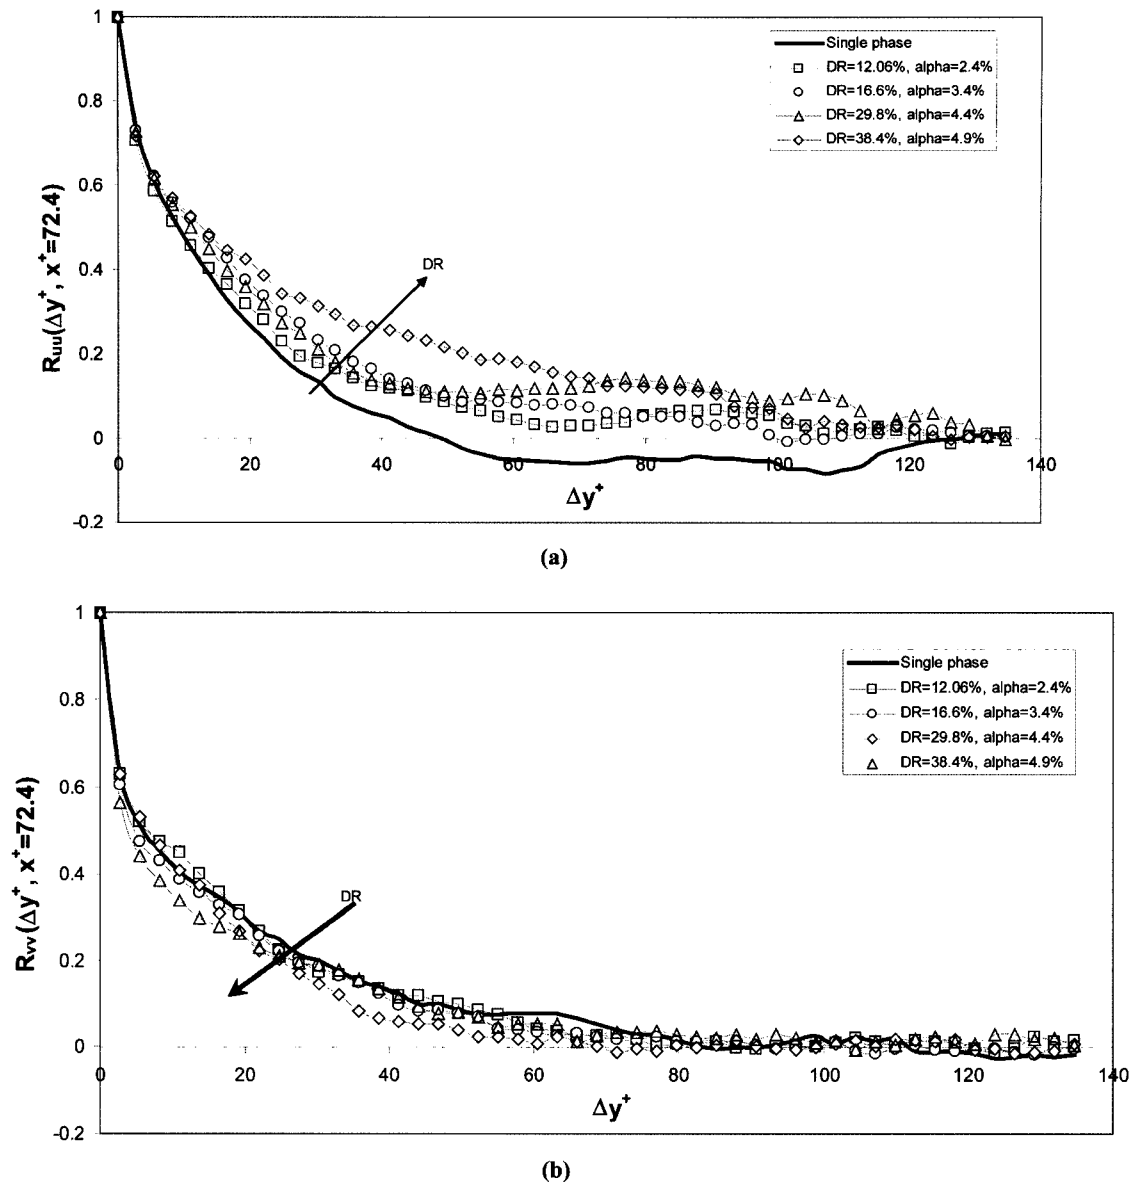 1
Single phase
DR=12.06%, alpha=2.4%
DR=16.6%, alpha=3.4%
DR=29.8%, alpha=4.4%
DR=38.4%, alpha=4.9%
0.8
0.6
0.4
0.2
0
-0.2
Ruu(Δy+, x+=72.4)
DR
0 20 40 60 80 100 120 140
Δy+
(a)
1
Single phase
DR=12.06%, alpha=2.4%
DR=16.6%, alpha=3.4%
DR=29.8%, alpha=4.4%
DR=38.4%, alpha=4.9%
0.8
0.6
0.4
0.2
0
-0.2
Rvv(Δy+, x+=72.4)
DR
0 20 40 60 80 100 120 140
Δy+
(b)